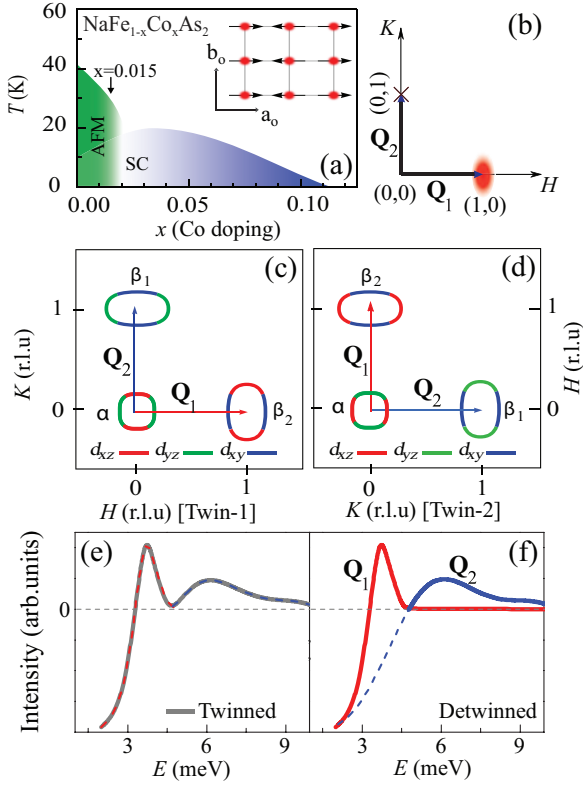 NaFe1-xCoxAs2
x=0.015
T (K)
60
40
20
0
AFM
SC
bo
ao
(a)
0.00
0.05
0.10
x (Co doping)
(b)
K
(0,1)
Q2
(0,0)
Q1
(1,0)
H
(c)
β1
K (r.l.u)
1
0
Q2
Q1
α
β2
dxz
dyz
dxy
0
1
H (r.l.u) [Twin-1]
(d)
β2
H (r.l.u)
1
0
Q1
Q2
α
β1
dxz
dyz
dxy
0
1
K (r.l.u) [Twin-2]
(e)
Intensity (arb.units)
0
Twinned
3
6
9
E (meV)
(f)
Q1
Q2
Detwinned
3
6
9
E (meV)